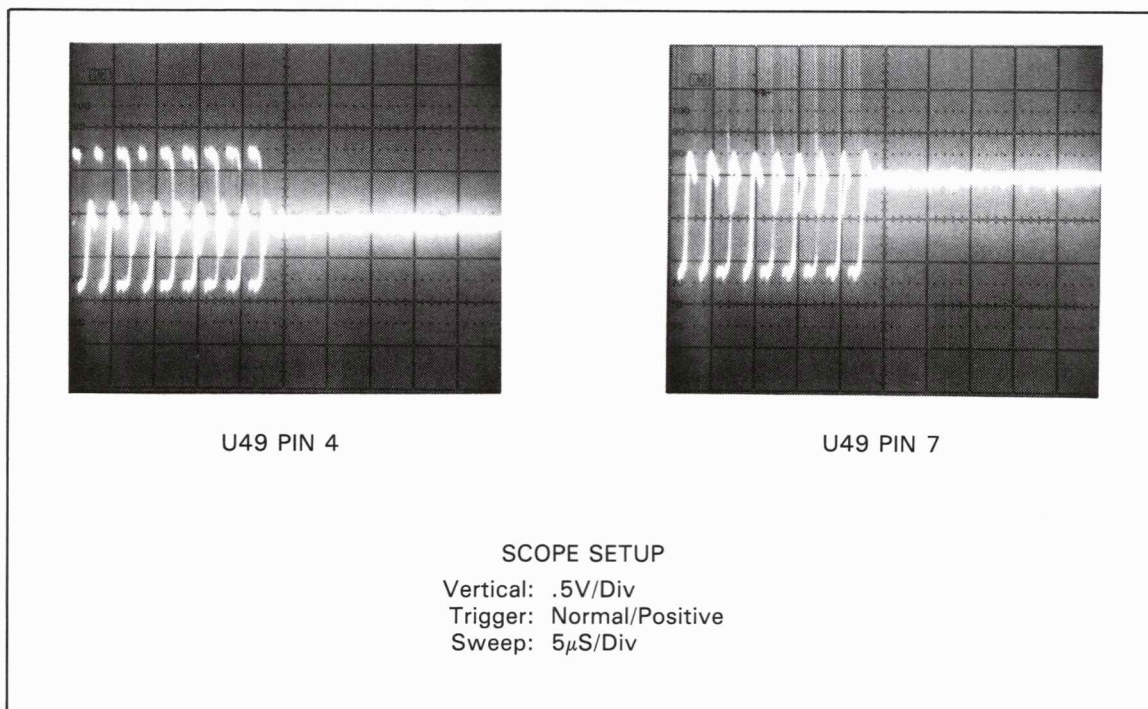 U49 PIN 4
U49 PIN 7
SCOPE SETUP
Vertical: .5V/Div
Trigger: Normal/Positive
Sweep: 5μS/Div